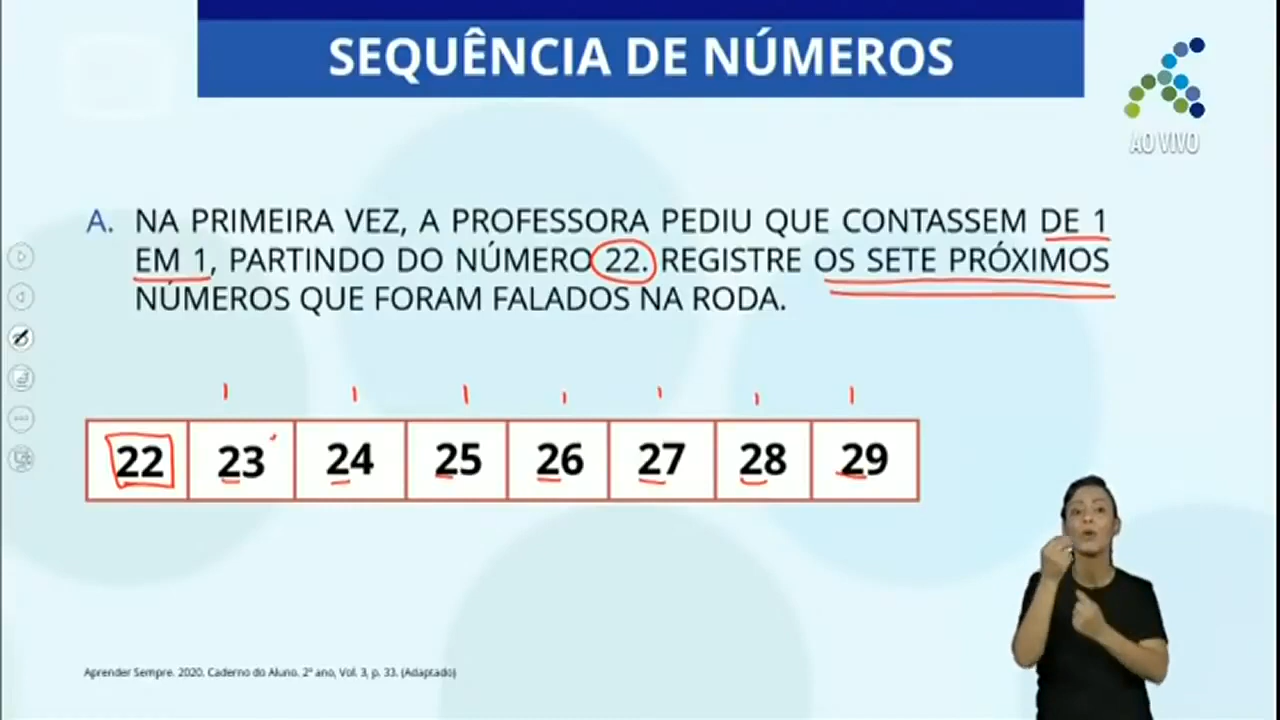 SEQUÊNCIA DE NÚMEROS
AO VIVO
A. NA PRIMEIRA VEZ, A PROFESSORA PEDIU QUE CONTASSEM DE 1
EM 1, PARTINDO DO NÚMERO 22. REGISTRE OS SETE PRÓXIMOS
NÚMEROS QUE FORAM FALADOS NA RODA.
22 23 24 25 26 27 28 29
Aprender Sempre. 2020. Caderno do Aluno. 2º ano, Vol. 3, p. 33. (Adaptado)